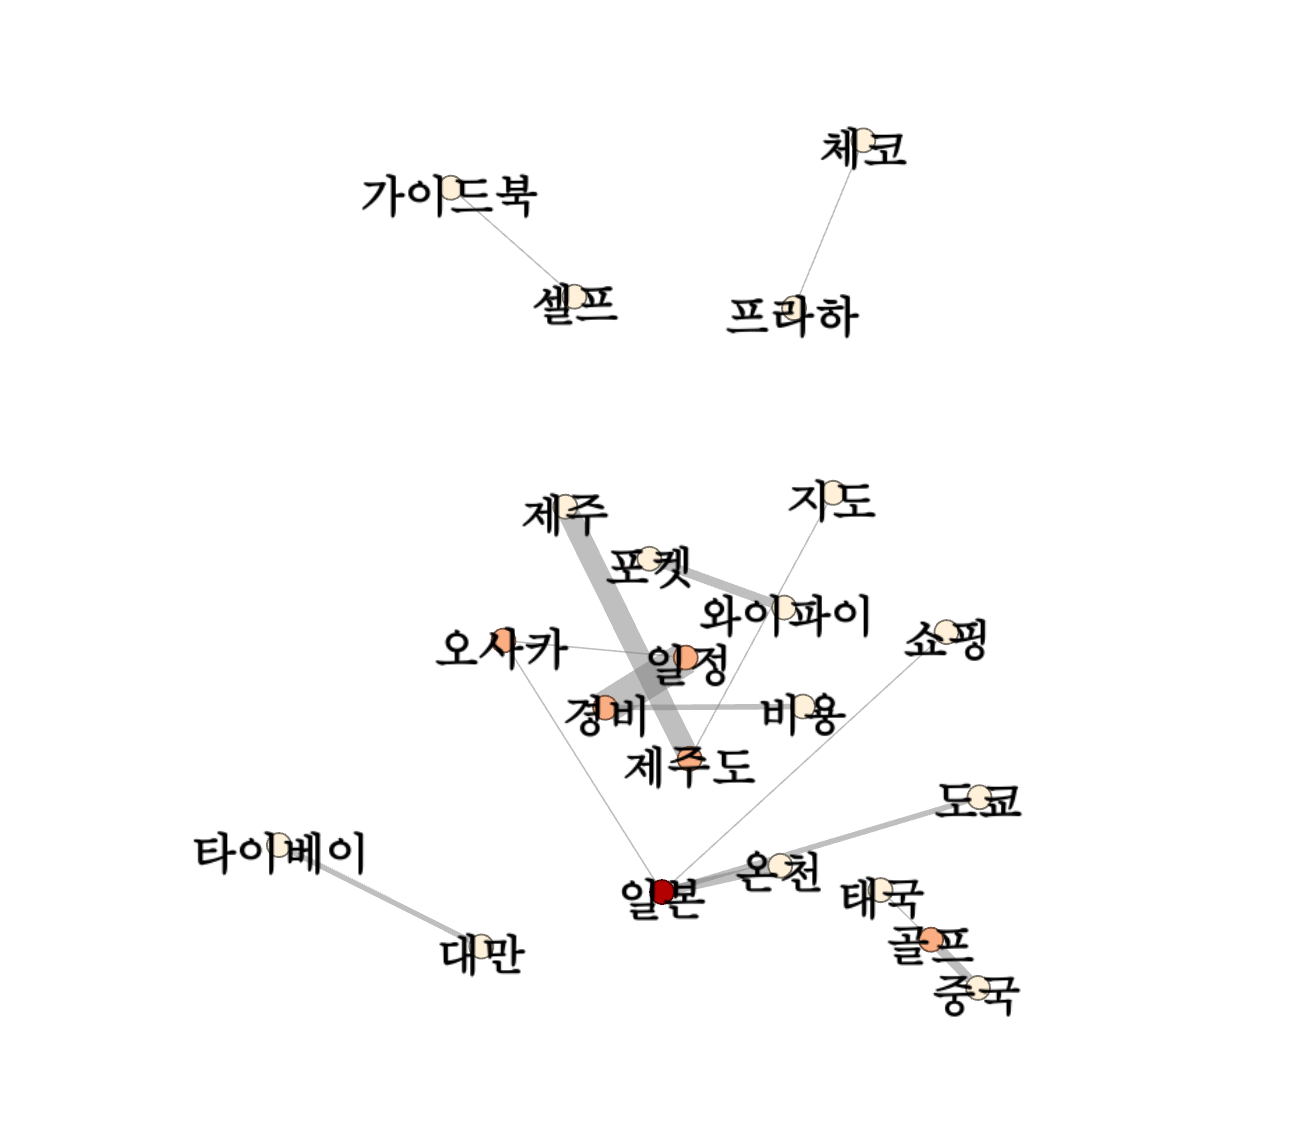 체코
가이드북
셀프
프라하
제주
지도
포켓
와이파이
쇼핑
오사카
일정
경비
비용
제주도
도쿄
타이베이
온천
일본
태국
골프
대만
중국